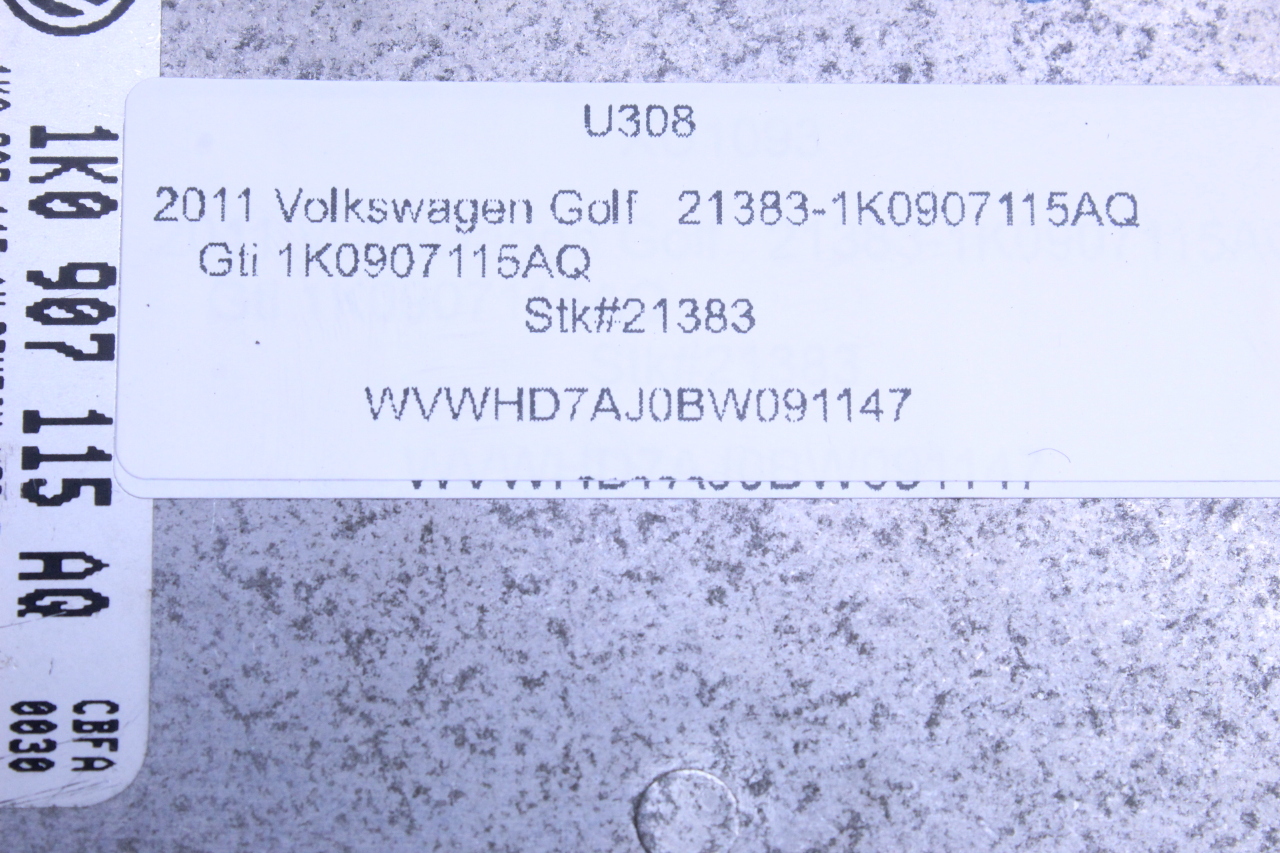 U308
2011 Volkswagen Golf 21383-1K0907115AQ
Gti 1K0907115AQ
Stk#21383
WVWHD7AJ0BW091147
1K0 907 115 AQ
CBFA
0030